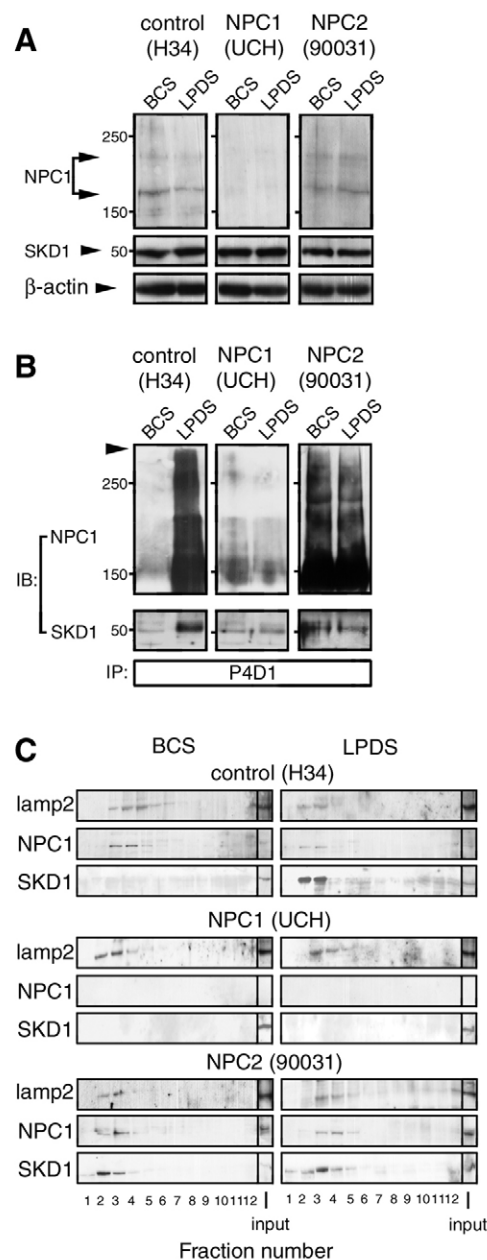 A
control NPC1 NPC2
(H34) (UCH) (90031)
BCS LPDS BCS LPDS BCS LPDS
250
NPC1
150
SKD1 50
β-actin
B
control NPC1 NPC2
(H34) (UCH) (90031)
BCS LPDS BCS LPDS BCS LPDS
250
NPC1
IB:
150
SKD1 50
IP: P4D1
C
BCS LPDS
control (H34)
lamp2
NPC1
SKD1
NPC1 (UCH)
lamp2
NPC1
SKD1
NPC2 (90031)
lamp2
NPC1
SKD1
1 2 3 4 5 6 7 8 9 10 11 12 1 2 3 4 5 6 7 8 9 10 11 12
input input
Fraction number